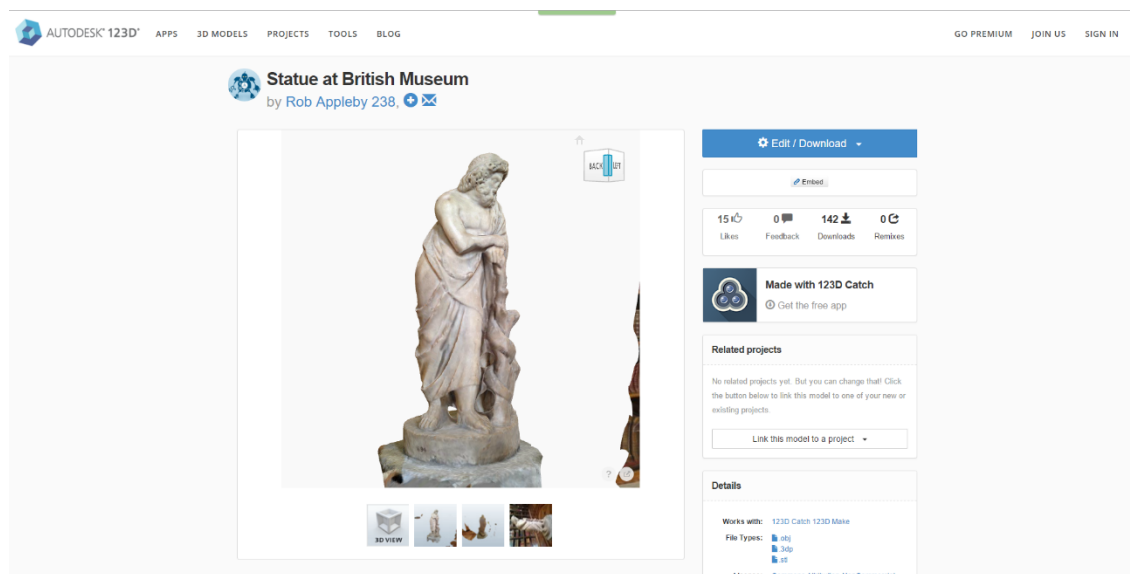 AUTODESK® 123D® APPS 3D MODELS PROJECTS TOOLS BLOG GO PREMIUM JOIN US SIGN IN
Statue at British Museum
by Rob Appleby 238,
BACK LEFT
3D VIEW
Edit / Download
Embed
15 0 142 0
Likes Feedback Downloads Remixes
Made with 123D Catch
Get the free app
Related projects
No related projects yet. But you can change that! Click
the button below to link this model to one of your new or
existing projects.
Link this model to a project
Details
Works with: 123D Catch 123D Make
File Types: .obj
.3dp
.stl